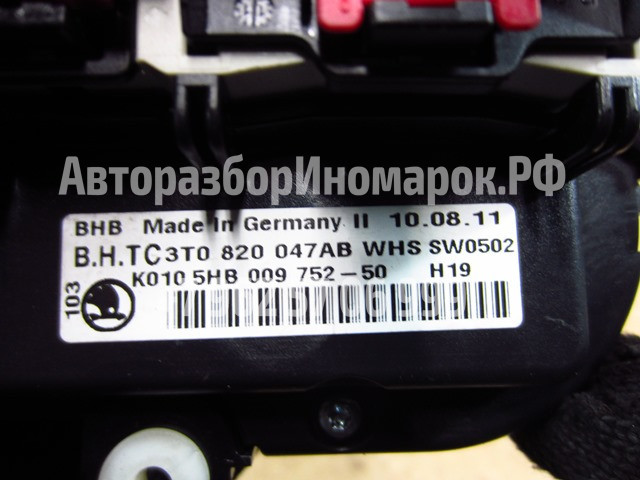 АвторазборИномарок.РФ
BHB Made In Germany II 10.08.11
B.H.TC 3T0 820 047AB WHS SW0502
K010 5HB 009 752-50 H19
103